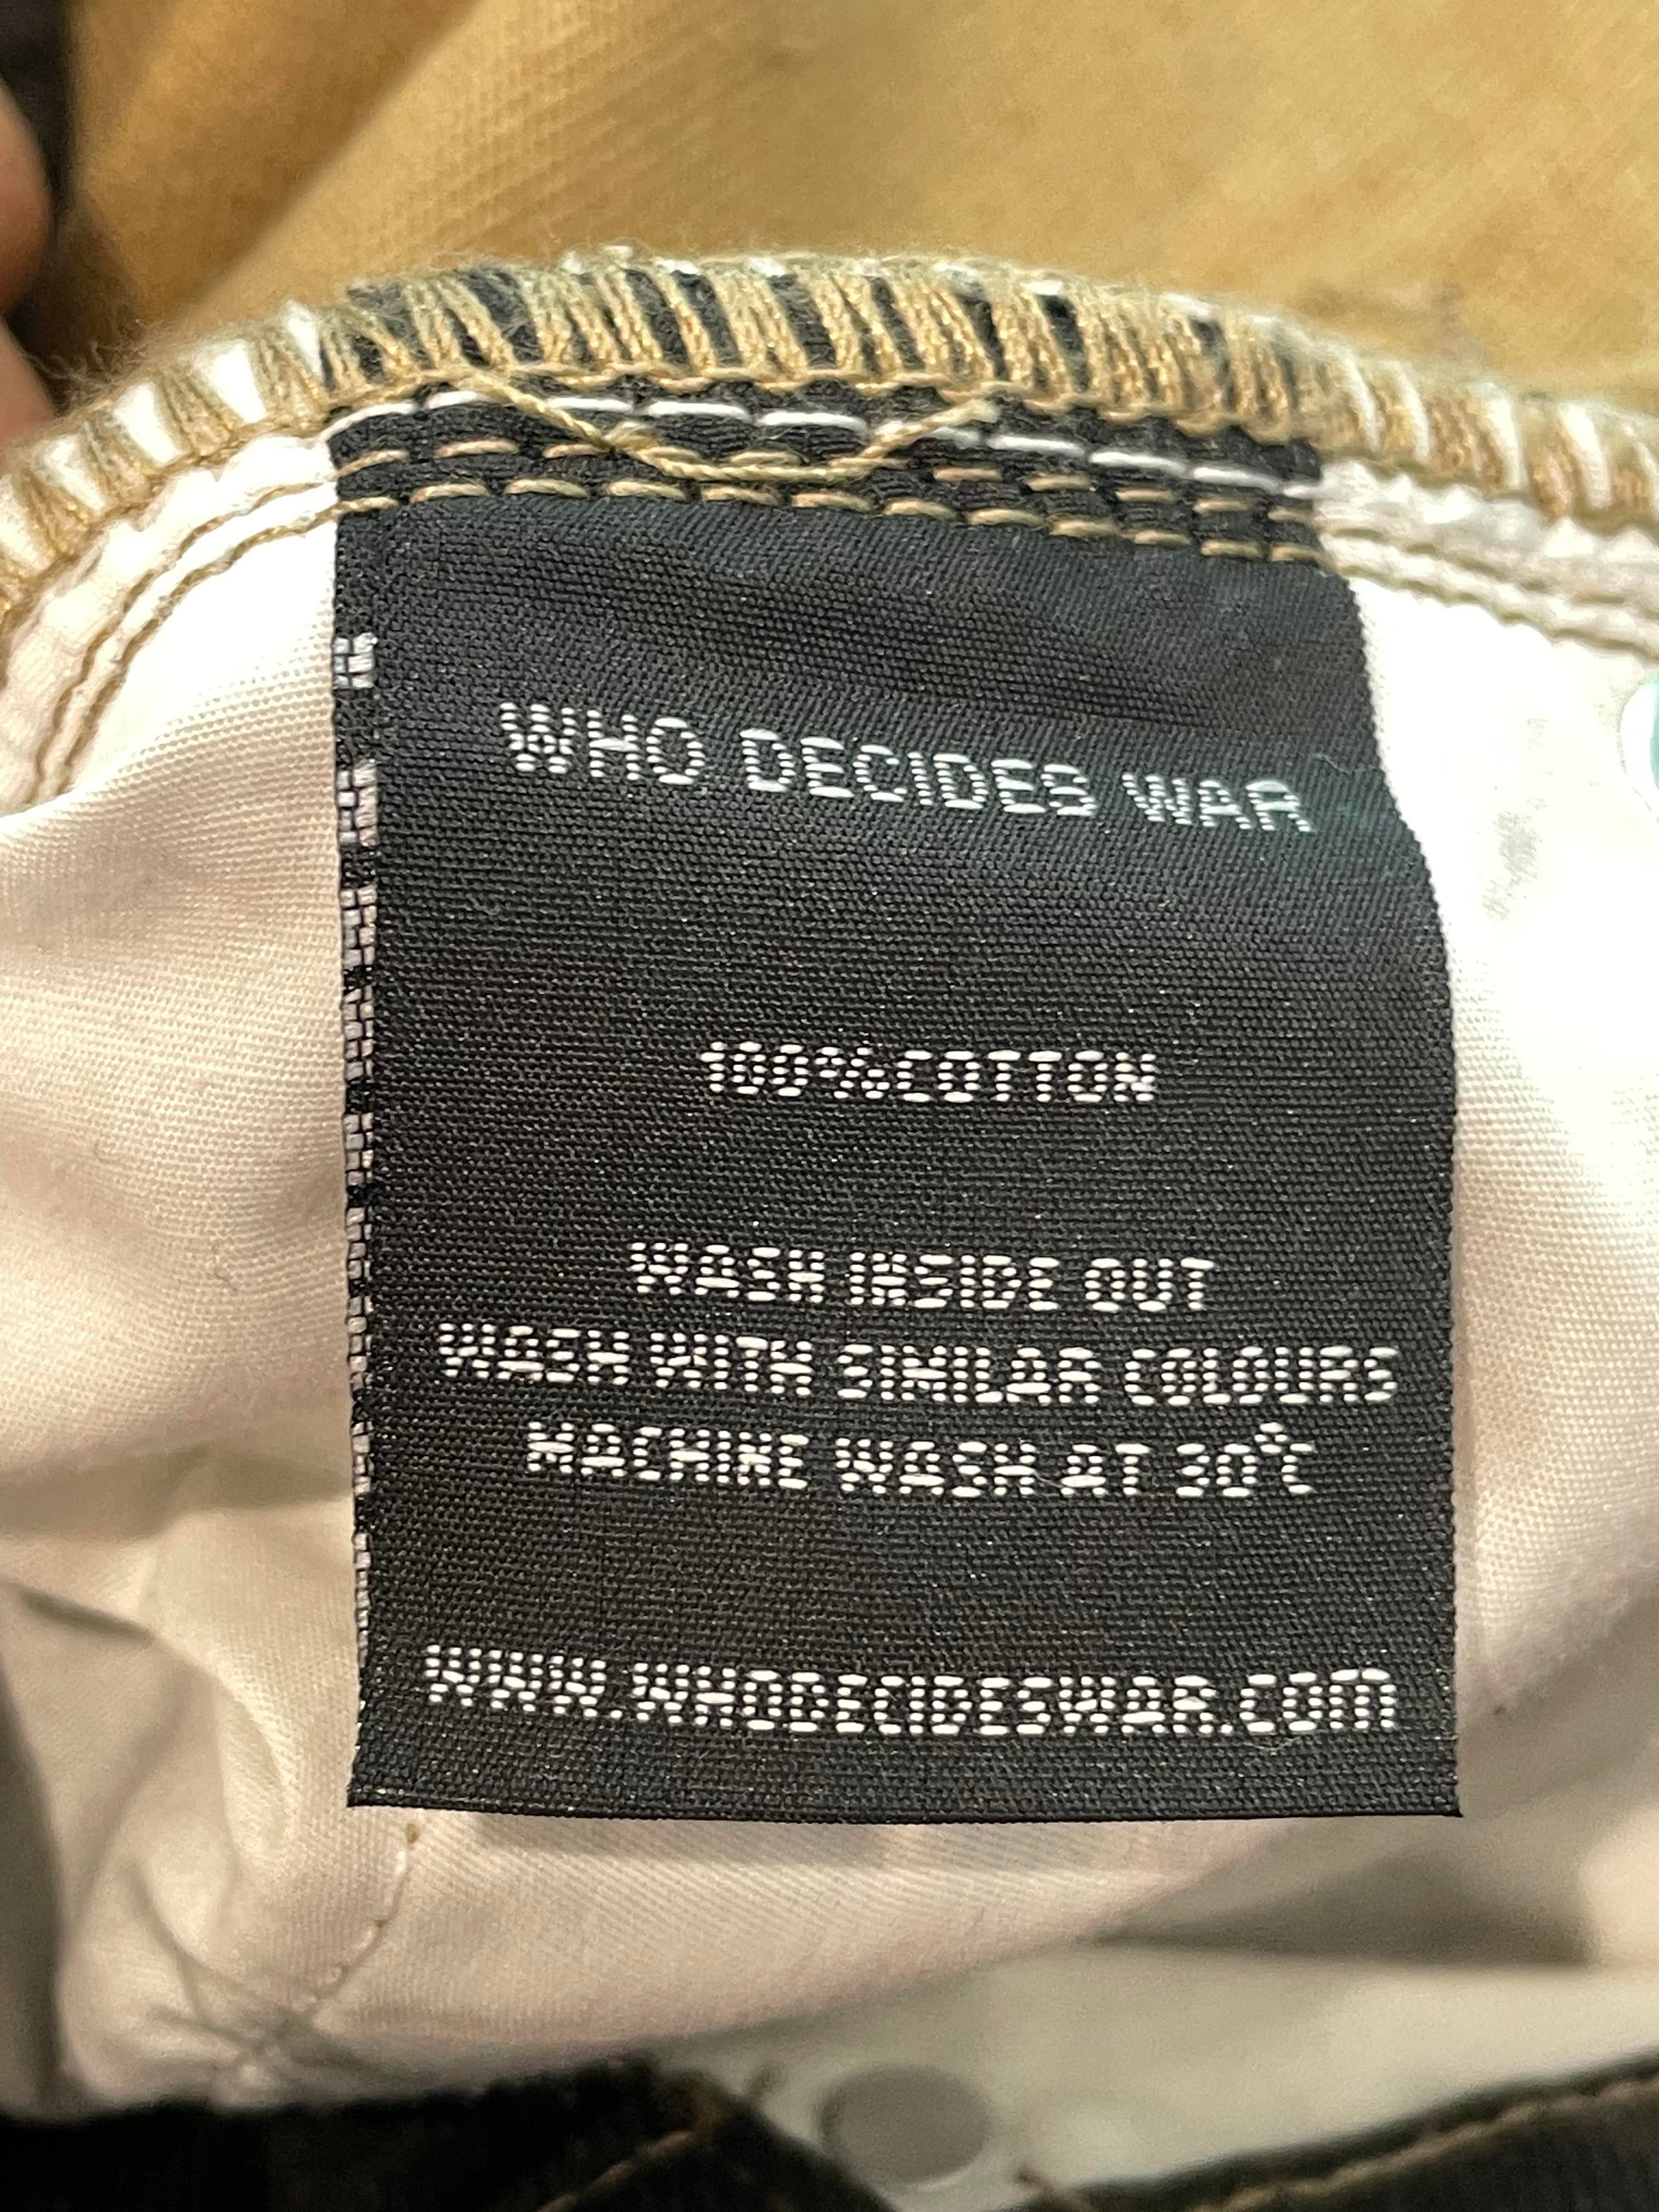 WHO DECIDES WAR
100%COTTON
WASH INSIDE OUT
WASH WITH SIMILAR COLOURS
MACHINE WASH AT 30℃
WWW.WHODECIDESWAR.COM